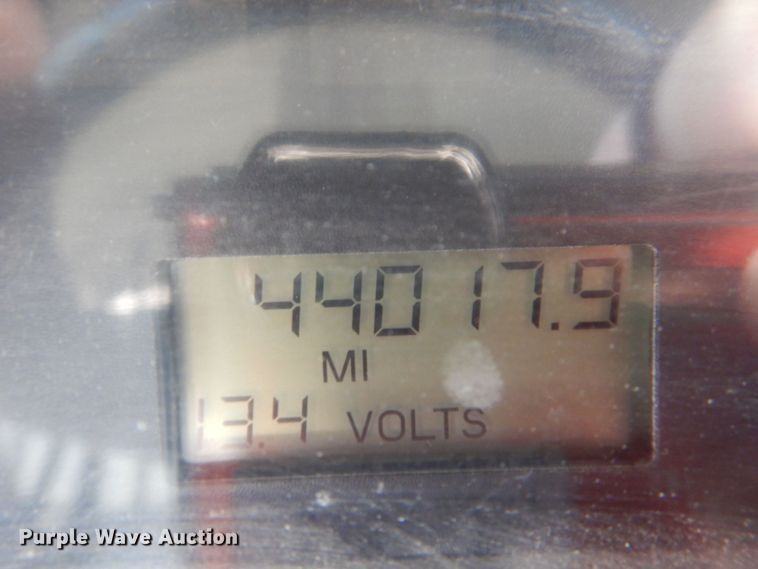 44017.9
MI
13.4 VOLTS
Purple Wave Auction